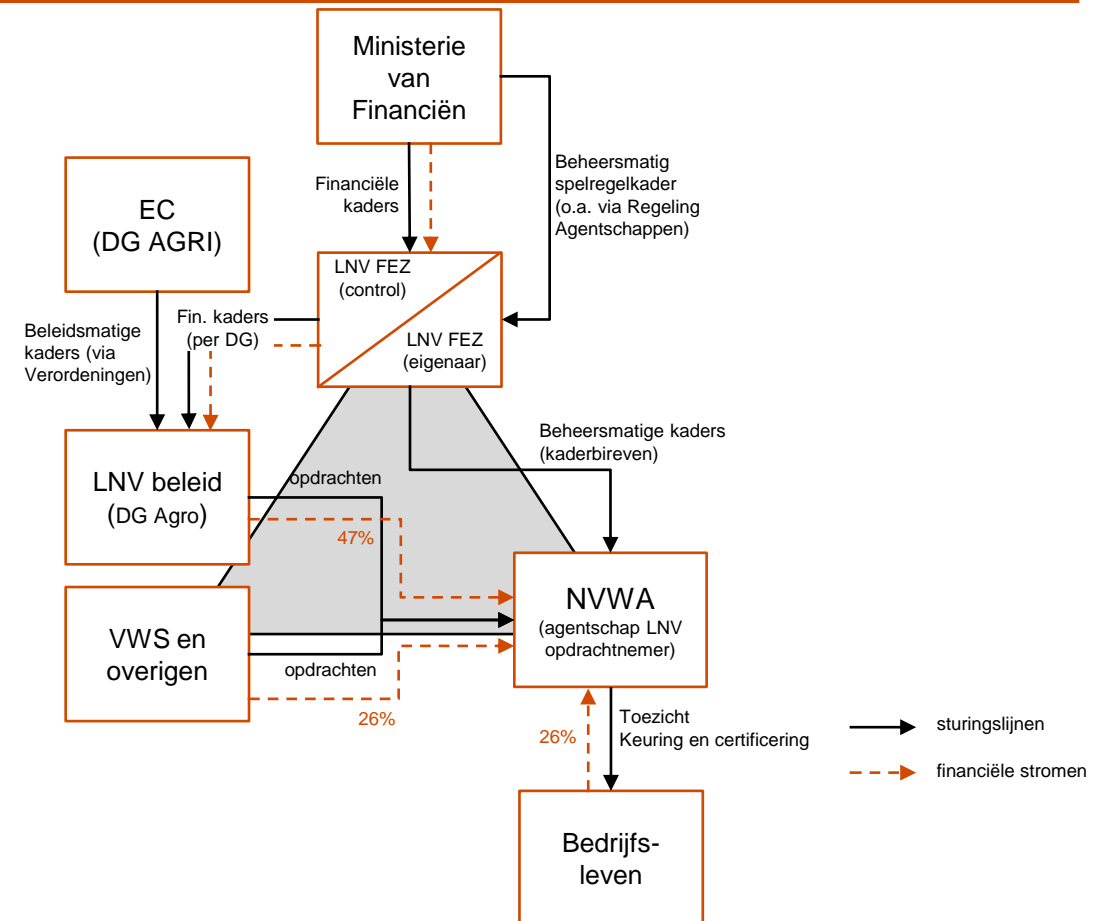 Ministerie
van
Financiën
EC
(DG AGRI)
Financiële
kaders
Beheersmatig
spelregelkader
(o.a. via Regeling
Agentschappen)
LNV FEZ
(control)
LNV FEZ
(eigenaar)
Beleidsmatige
kaders (via
Verordeningen)
Fin. kaders
(per DG)
Beheersmatige kaders
(kaderbireven)
LNV beleid
(DG Agro)
opdrachten
47%
VWS en
overigen
opdrachten
26%
NVWA
(agentschap LNV
opdrachtnemer)
26%
Toezicht
Keuring en certificering
sturingslijnen
financiële stromen
Bedrijfs-
leven